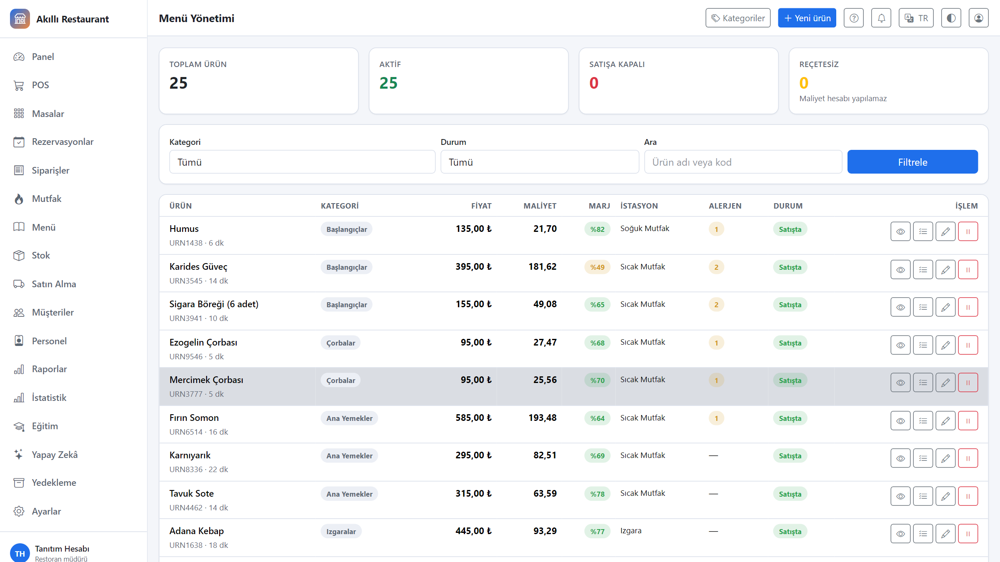 Akıllı Restaurant
Menü Yönetimi
Kategoriler
Yeni ürün
TR
Panel
POS
Masalar
Rezervasyonlar
Siparişler
Mutfak
Menü
Stok
Satın Alma
Müşteriler
Personel
Raporlar
İstatistik
Eğitim
Yapay Zekâ
Yedekleme
Ayarlar
TH
Tanıtım Hesabı
Restoran müdürü
TOPLAM ÜRÜN
25
AKTİF
25
SATIŞA KAPALI
0
REÇETESİZ
0
Maliyet hesabı yapılamaz
Kategori Durum Ara
Tümü Tümü Ürün adı veya kod Filtrele
ÜRÜN KATEGORİ FİYAT MALİYET MARJ İSTASYON ALERJEN DURUM İŞLEM
Humus Başlangıçlar 135,00 ₺ 21,70 %82 Soğuk Mutfak 1 Satışta
URN1438 · 6 dk
Karides Güveç Başlangıçlar 395,00 ₺ 181,62 %49 Sıcak Mutfak 2 Satışta
URN3545 · 14 dk
Sigara Böreği (6 adet) Başlangıçlar 155,00 ₺ 49,08 %65 Sıcak Mutfak 2 Satışta
URN3941 · 10 dk
Ezogelin Çorbası Çorbalar 95,00 ₺ 27,47 %68 Sıcak Mutfak 1 Satışta
URN9546 · 5 dk
Mercimek Çorbası Çorbalar 95,00 ₺ 25,56 %70 Sıcak Mutfak 1 Satışta
URN3777 · 5 dk
Fırın Somon Ana Yemekler 585,00 ₺ 193,48 %64 Sıcak Mutfak 1 Satışta
URN6514 · 16 dk
Karnıyarık Ana Yemekler 295,00 ₺ 82,51 %69 Sıcak Mutfak — Satışta
URN8336 · 22 dk
Tavuk Sote Ana Yemekler 315,00 ₺ 63,59 %78 Sıcak Mutfak — Satışta
URN4462 · 14 dk
Adana Kebap Izgaralar 445,00 ₺ 93,29 %77 Izgara — Satışta
URN1638 · 18 dk